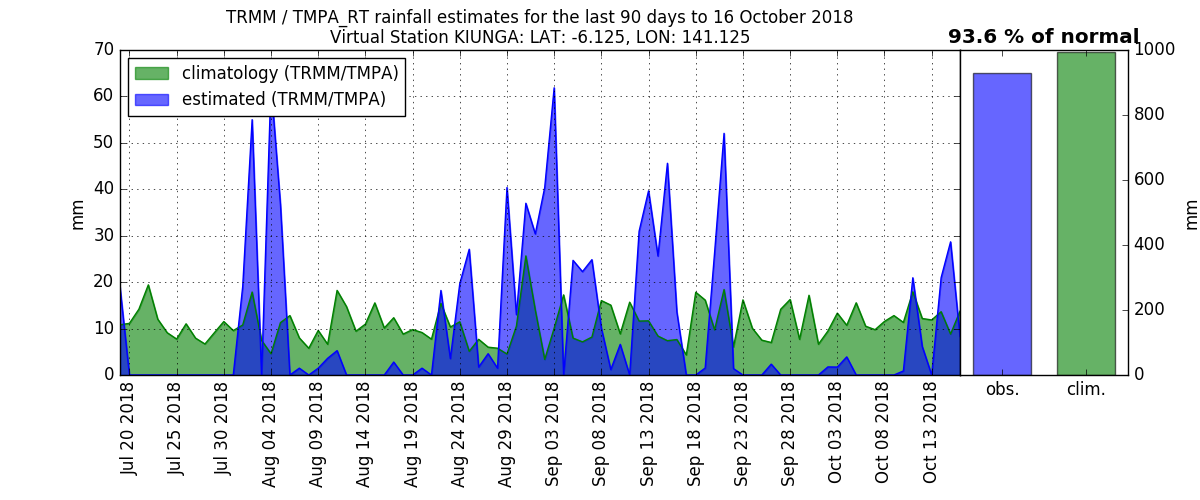 TRMM / TMPA_RT rainfall estimates for the last 90 days to 16 October 2018
Virtual Station KIUNGA: LAT: -6.125, LON: 141.125
93.6 % of normal
climatology (TRMM/TMPA)
estimated (TRMM/TMPA)
mm
70
60
50
40
30
20
10
0
Jul 20 2018
Jul 25 2018
Jul 30 2018
Aug 04 2018
Aug 09 2018
Aug 14 2018
Aug 19 2018
Aug 24 2018
Aug 29 2018
Sep 03 2018
Sep 08 2018
Sep 13 2018
Sep 18 2018
Sep 23 2018
Sep 28 2018
Oct 03 2018
Oct 08 2018
Oct 13 2018
obs.
clim.
1000
800
600
400
200
0
mm